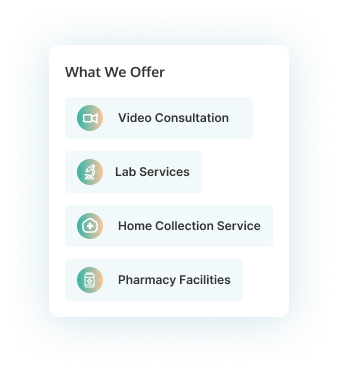 What We Offer
Video Consultation
Lab Services
Home Collection Service
Pharmacy Facilities